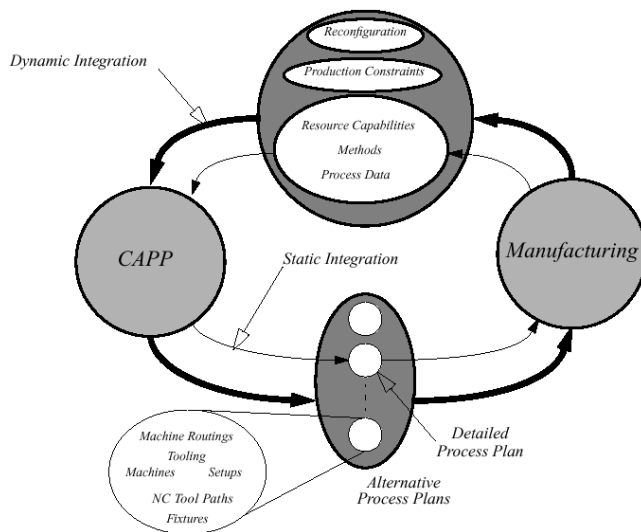 Reconfiguration
Dynamic Integration
Production Constraints
Resource Capabilities
Methods
Process Data
CAPP
Manufacturing
Static Integration
Detailed
Process Plan
Machine Routings
Tooling
Machines Setups
NC Tool Paths
Fixtures
Alternative
Process Plans